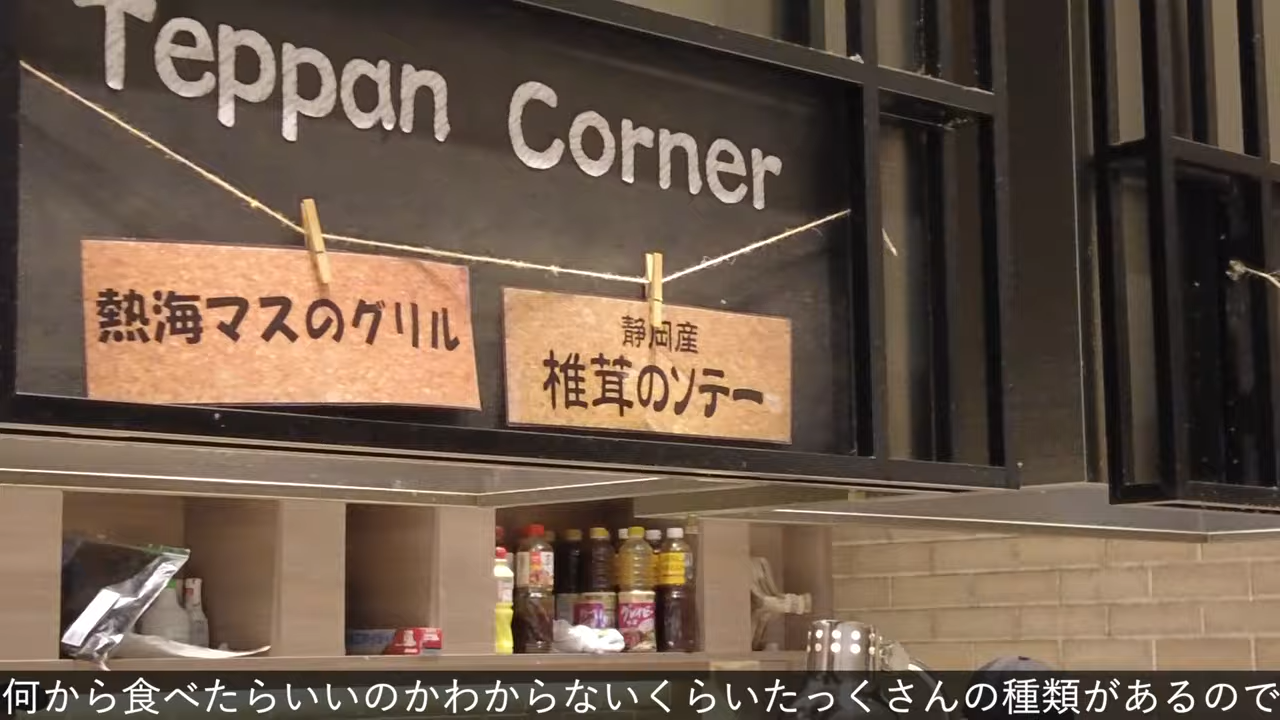 Teppan Corner
熱海マスのグリル
静岡産
椎茸のソテー
何から食べたらいいのかわからないくらいたっくさんの種類があるので